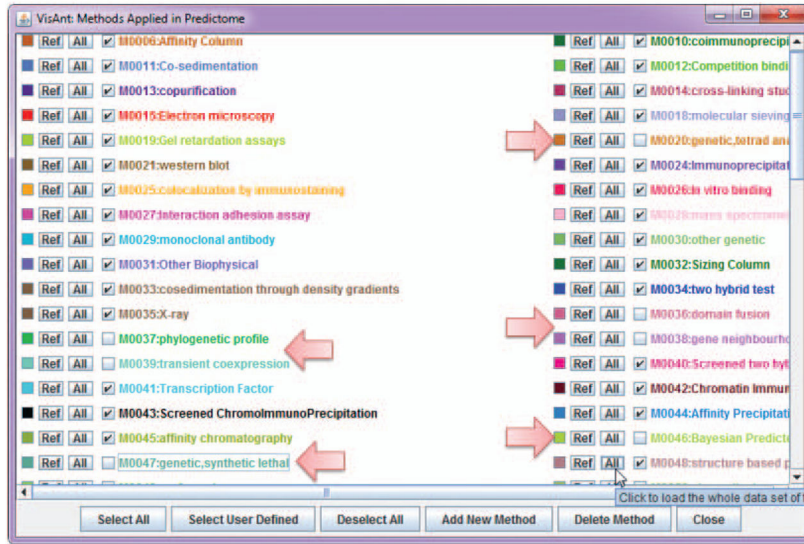 VisAnt: Methods Applied in Predictome
Ref All M0006:Affinity Column Ref All M0010:coimmunoprecipi
Ref All M0011:Co-sedimentation Ref All M0012:Competition bindi
Ref All M0013:copurification Ref All M0014:cross-linking stud
Ref All M0015:Electron microscopy Ref All M0018:molecular sieving
Ref All M0019:Gel retardation assays Ref All M0020:genetic,tetrad ana
Ref All M0021:western blot Ref All M0024:Immunoprecipitat
Ref All M0025:colocalization by immunostaining Ref All M0026:In vitro binding
Ref All M0027:Interaction adhesion assay Ref All M0028:mass spectrome
Ref All M0029:monoclonal antibody Ref All M0030:other genetic
Ref All M0031:Other Biophysical Ref All M0032:Sizing Column
Ref All M0033:cosedimentation through density gradients Ref All M0034:two hybrid test
Ref All M0035:X-ray Ref All M0036:domain fusion
Ref All M0037:phylogenetic profile Ref All M0038:gene neighbourho
Ref All M0039:transient coexpression Ref All M0040:Screened two hyb
Ref All M0041:Transcription Factor Ref All M0042:Chromatin Immun
Ref All M0043:Screened ChromoImmunoPrecipitation Ref All M0044:Affinity Precipitati
Ref All M0045:affinity chromatography Ref All M0046:Bayesian Predicte
Ref All M0047:genetic,synthetic lethal Ref All M0048:structure based p
Click to load the whole data set of
Select All Select User Defined Deselect All Add New Method Delete Method Close